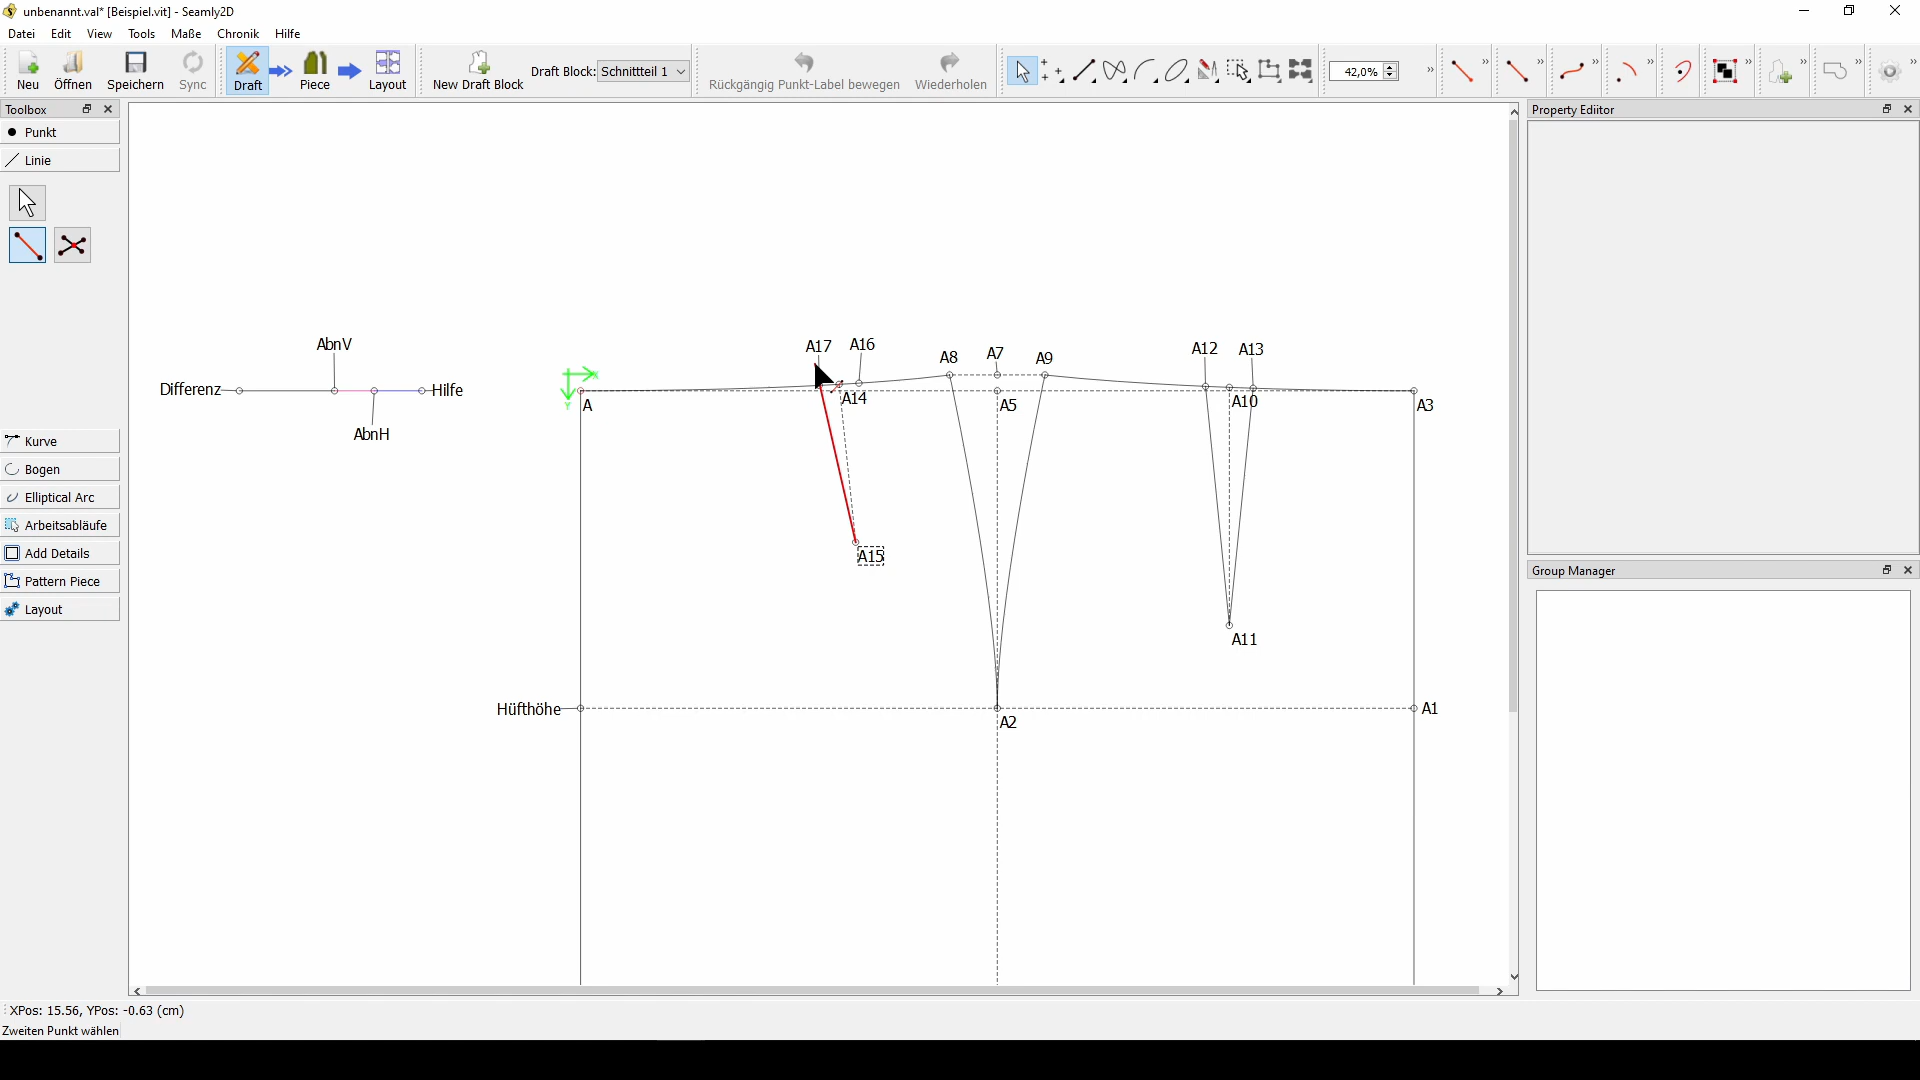 unbenannt.val* [Beispiel.vit] - Seamly2D
Datei Edit View Tools Maße Chronik Hilfe
Neu Öffnen Speichern Sync Draft Piece Layout New Draft Block Draft Block: Schnittteil 1 Rückgängig Punkt-Label bewegen Wiederholen 42,0%
Toolbox
Punkt
Linie
Kurve
Bogen
Elliptical Arc
Arbeitsabläufe
Add Details
Pattern Piece
Layout
AbnV
Differenz
Hilfe
AbnH
A17 A16
A8 A7 A9
A12 A13
X
Y
A
A14
A5
A10
A3
A15
A11
Hüfthöhe
A2
A1
Property Ediitor
Group Manager
XPos: 15.56, YPos: -0.63 (cm)
Zweiten Punkt wählen